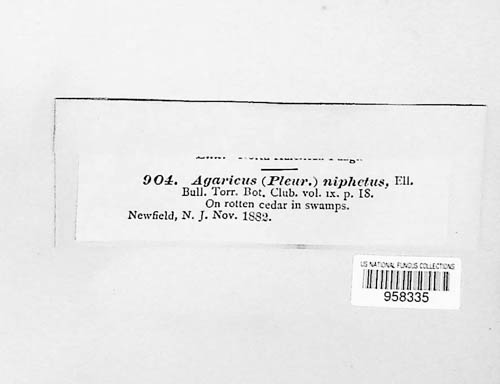 904. Agaricus (Pleur.) niphetus, Ell.
Bull. Torr. Bot. Club. vol. IX. p. 18.
On rotten cedar in swamps.
Newfield, N. J. Nov. 1882.
US NATIONAL FUNGUS COLLECTIONS
958335